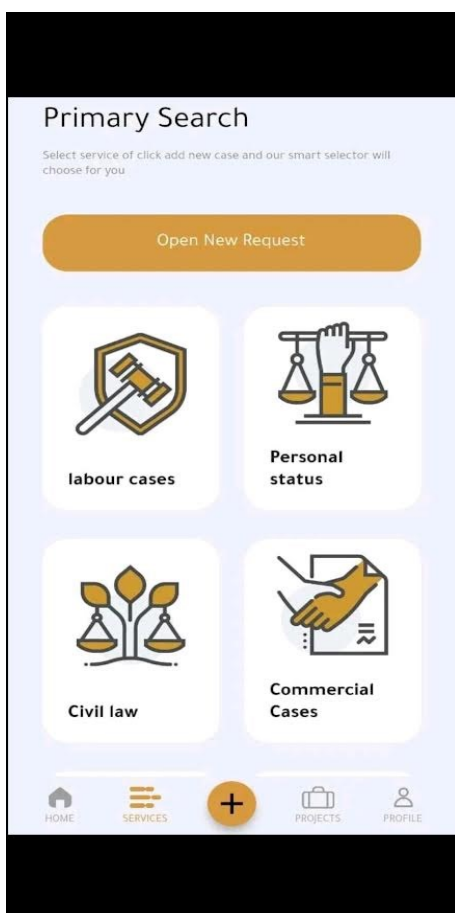 Primary Search
Select service of click add new case and our smart selector will
choose for you
Open New Request
labour cases
Personal
status
Civil law
Commercial
Cases
HOME
SERVICES
+
PROJECTS
PROFILE